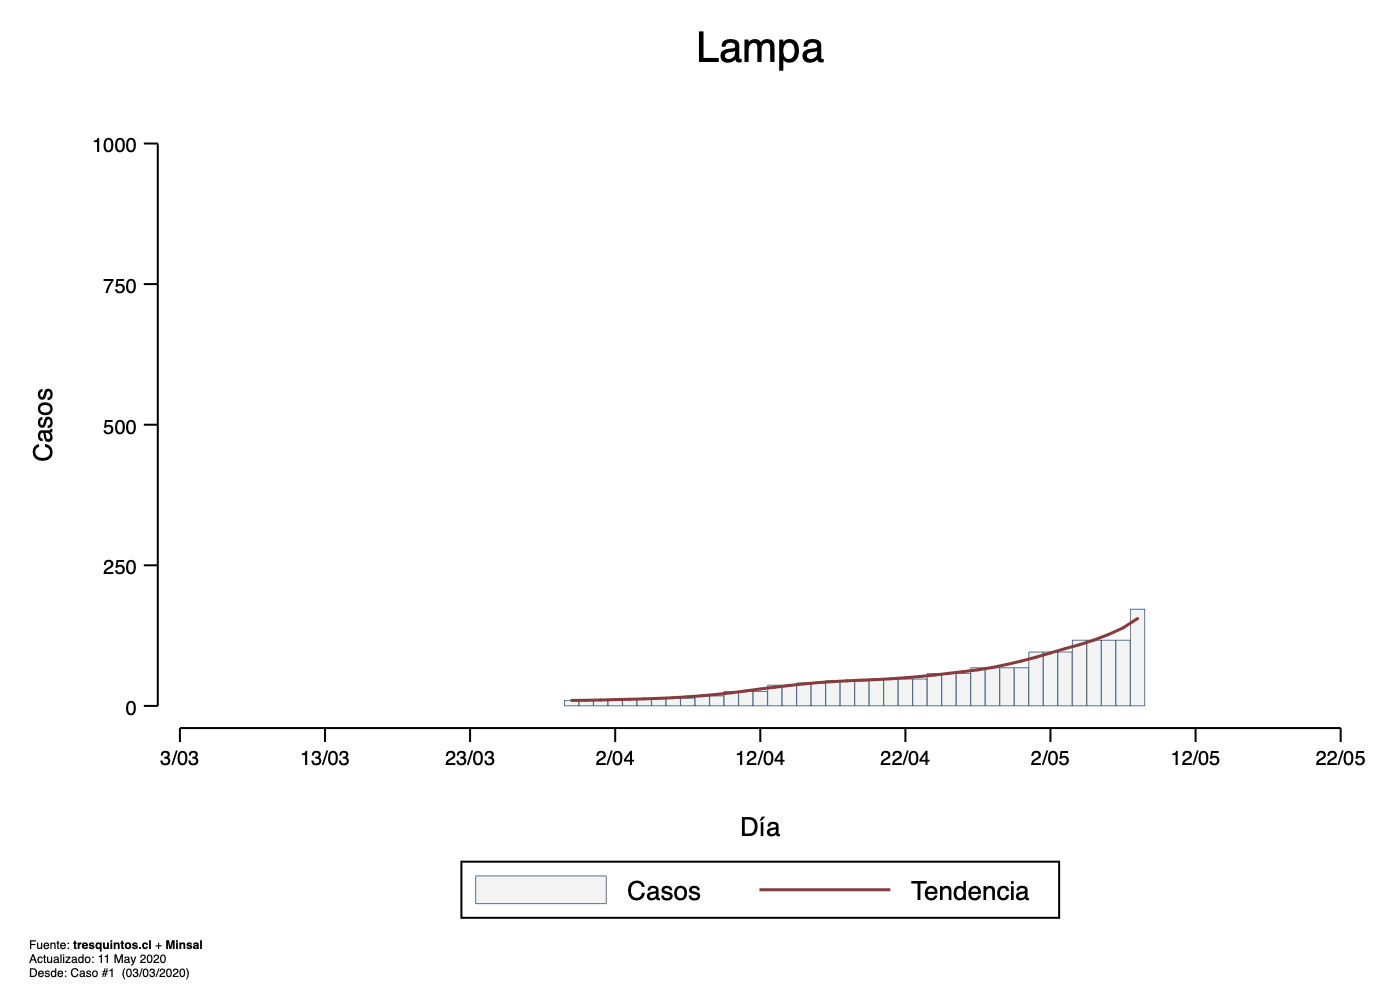 Lampa
1000
750
500
250
0
Casos
3/03 13/03 23/03 2/04 12/04 22/04 2/05 12/05 22/05
Día
Casos Tendencia
Fuente: tresquintos.cl + Minsal
Actualizado: 11 May 2020
Desde: Caso #1 (03/03/2020)